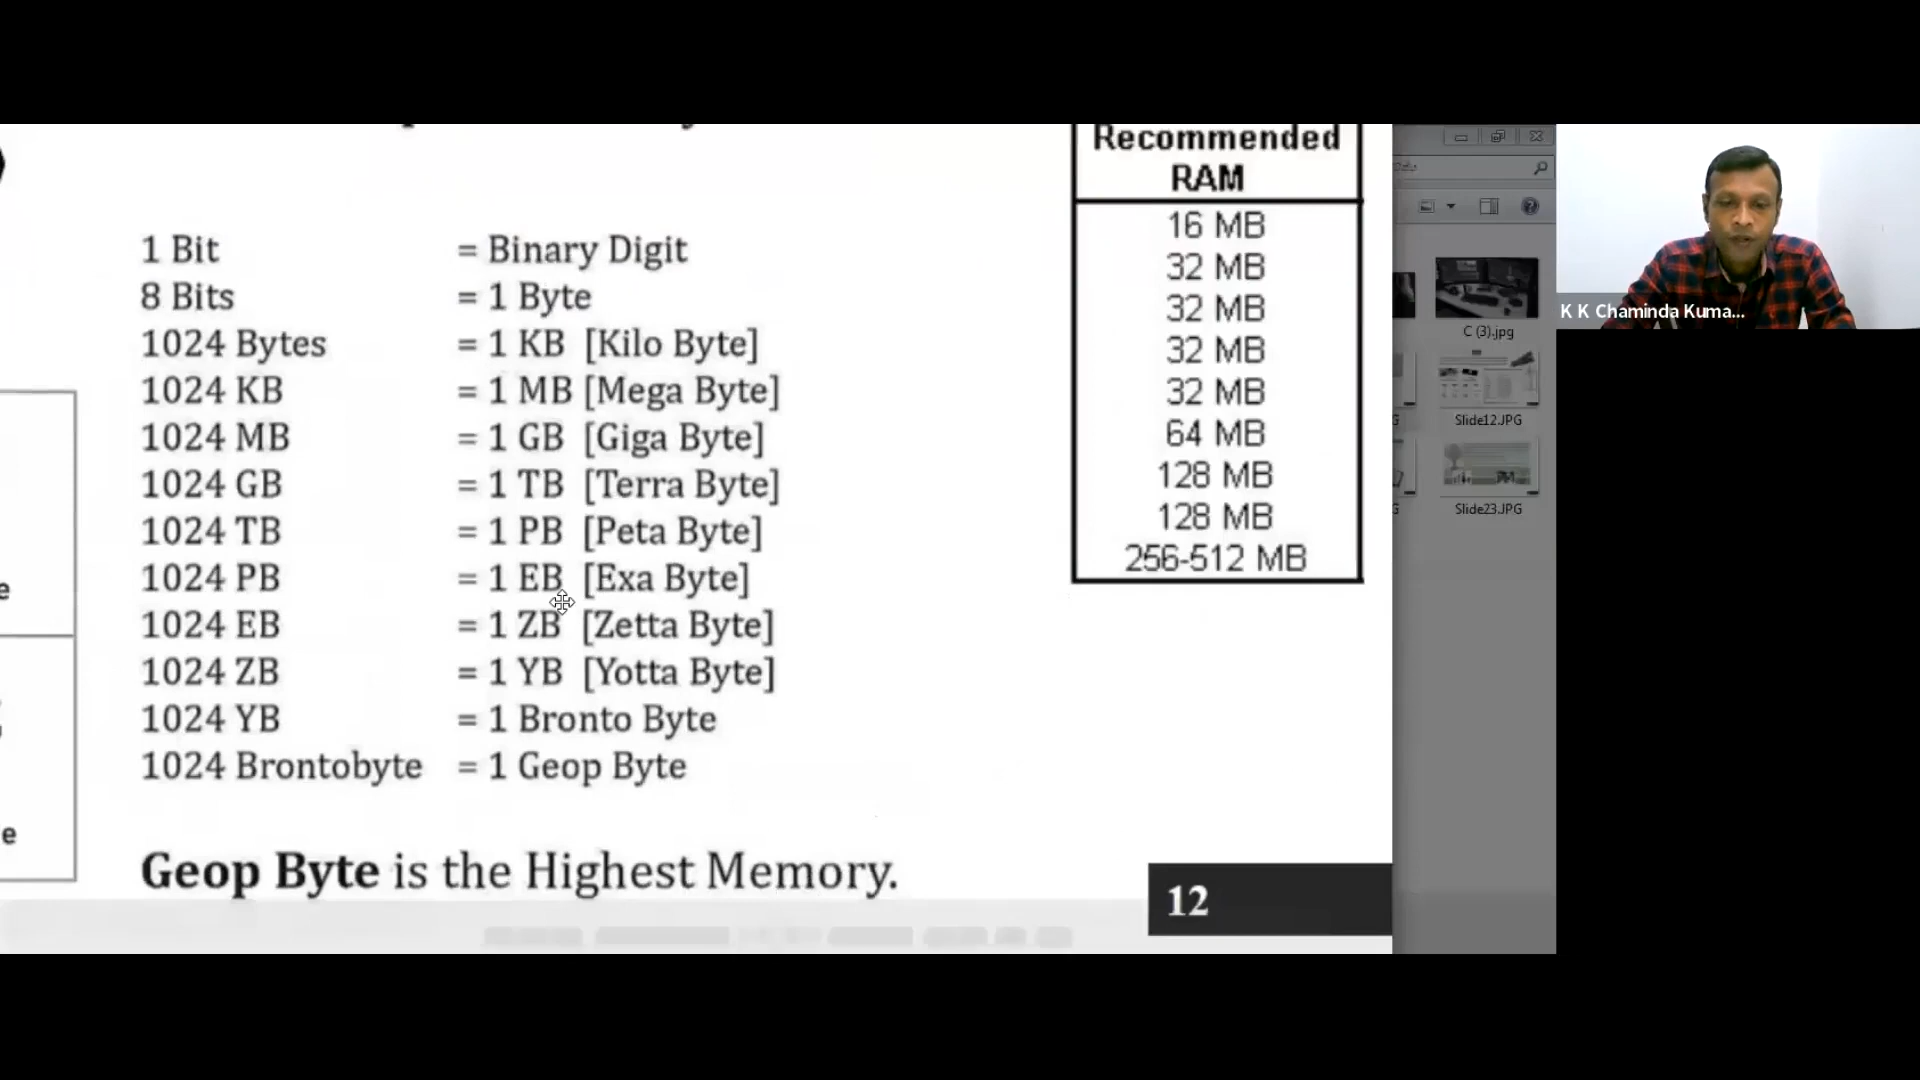 1 Bit = Binary Digit
8 Bits = 1 Byte
1024 Bytes = 1 KB [Kilo Byte]
1024 KB = 1 MB [Mega Byte]
1024 MB = 1 GB [Giga Byte]
1024 GB = 1 TB [Terra Byte]
1024 TB = 1 PB [Peta Byte]
1024 PB = 1 EB [Exa Byte]
1024 EB = 1 ZB [Zetta Byte]
1024 ZB = 1 YB [Yotta Byte]
1024 YB = 1 Bronto Byte
1024 Brontobyte = 1 Geop Byte
Geop Byte is the Highest Memory.
Recommended
RAM
16 MB
32 MB
32 MB
32 MB
32 MB
64 MB
128 MB
128 MB
256-512 MB
12
C (3).jpg
Slide12.JPG
Slide23.JPG
K K Chaminda Kuma...